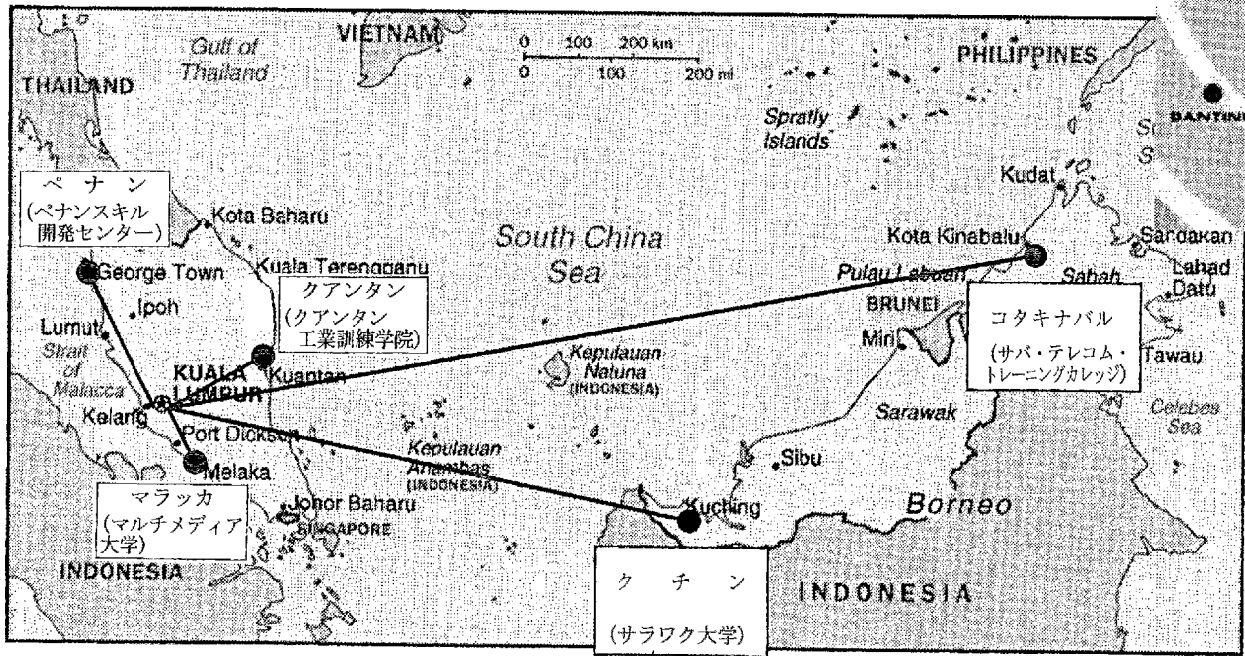 VIETNAM
0 100 200 km
0 100 200 mi
PHILIPPINES
Gulf of
Thailand
THAILAND
Spratly
Islands
ペナン
(ペナンスキル
開発センター)
Kota Baharu
Kudat
South China
Sea
Kota Kinabalu
Sandakan
George Town
Kuala Terengganu
Pulau Labuan
Sabah
Lahad
Datu
クアンタン
(クアンタン
工業訓練学院)
Ipoh
BRUNEI
コタキナバル
(サバ・テレコム・
トレーニングカレッジ)
Lumut
Strait
of
Malacca
Miri
Tawau
KUALA
LUMPUR
Kuantan
Kepulauan
Natuna
(INDONESIA)
Kelang
Sarawak
Celebes
Sea
Port Dickson
Melaka
Kepulauan
Anambas
(INDONESIA)
Sibu
マラッカ
(マルチメディア
大学)
Johor Baharu
SINGAPORE
Kuching
Borneo
INDONESIA
クチン
(サラワク大学)
INDONESIA